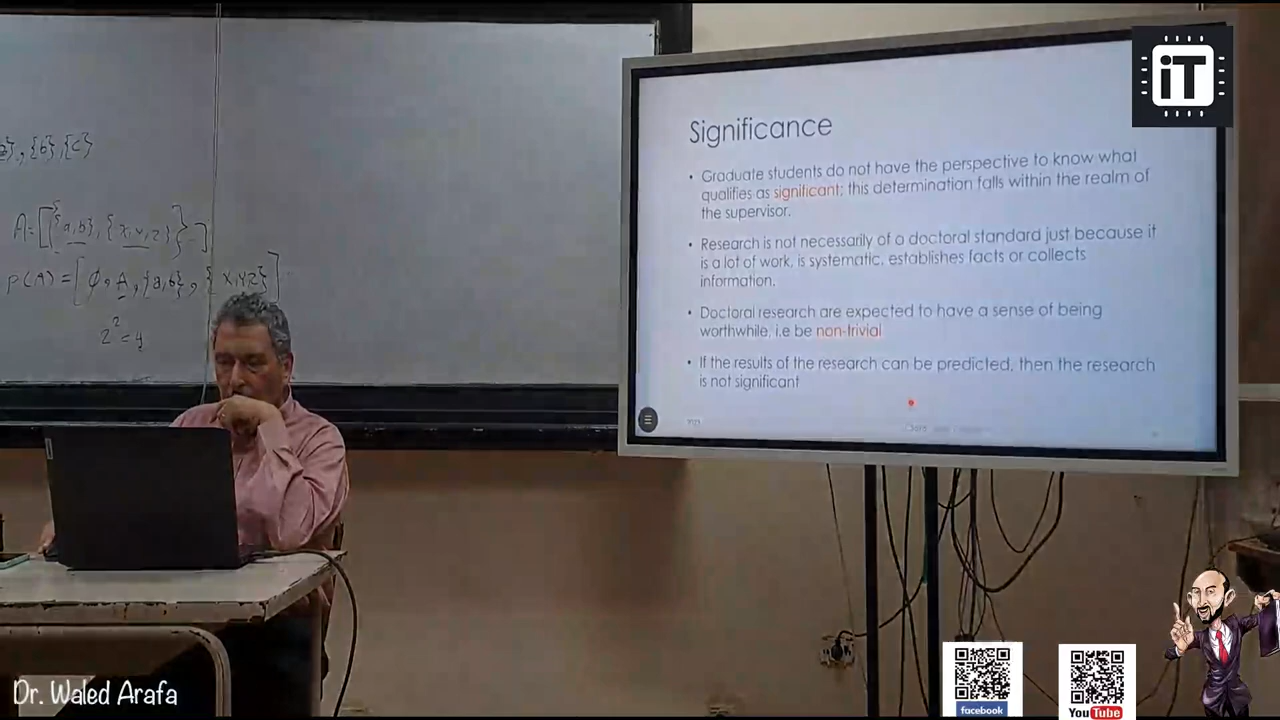 {b},{c}
A=[{{a,b},{x,y,z}}]
P(A)=[φ,A,{a,b},{x,y,z}]
2²=4
iT
Significance
• Graduate students do not have the perspective to know what
qualifies as significant; this determination falls within the realm of
the supervisor.
• Research is not necessarily of a doctoral standard just because it
is a lot of work, is systematic, establishes facts or collects
information.
• Doctoral research are expected to have a sense of being
worthwhile, i.e be non-trivial
• If the results of the research can be predicted, then the research
is not significant
Dr. Waled Arafa
facebook
YouTube